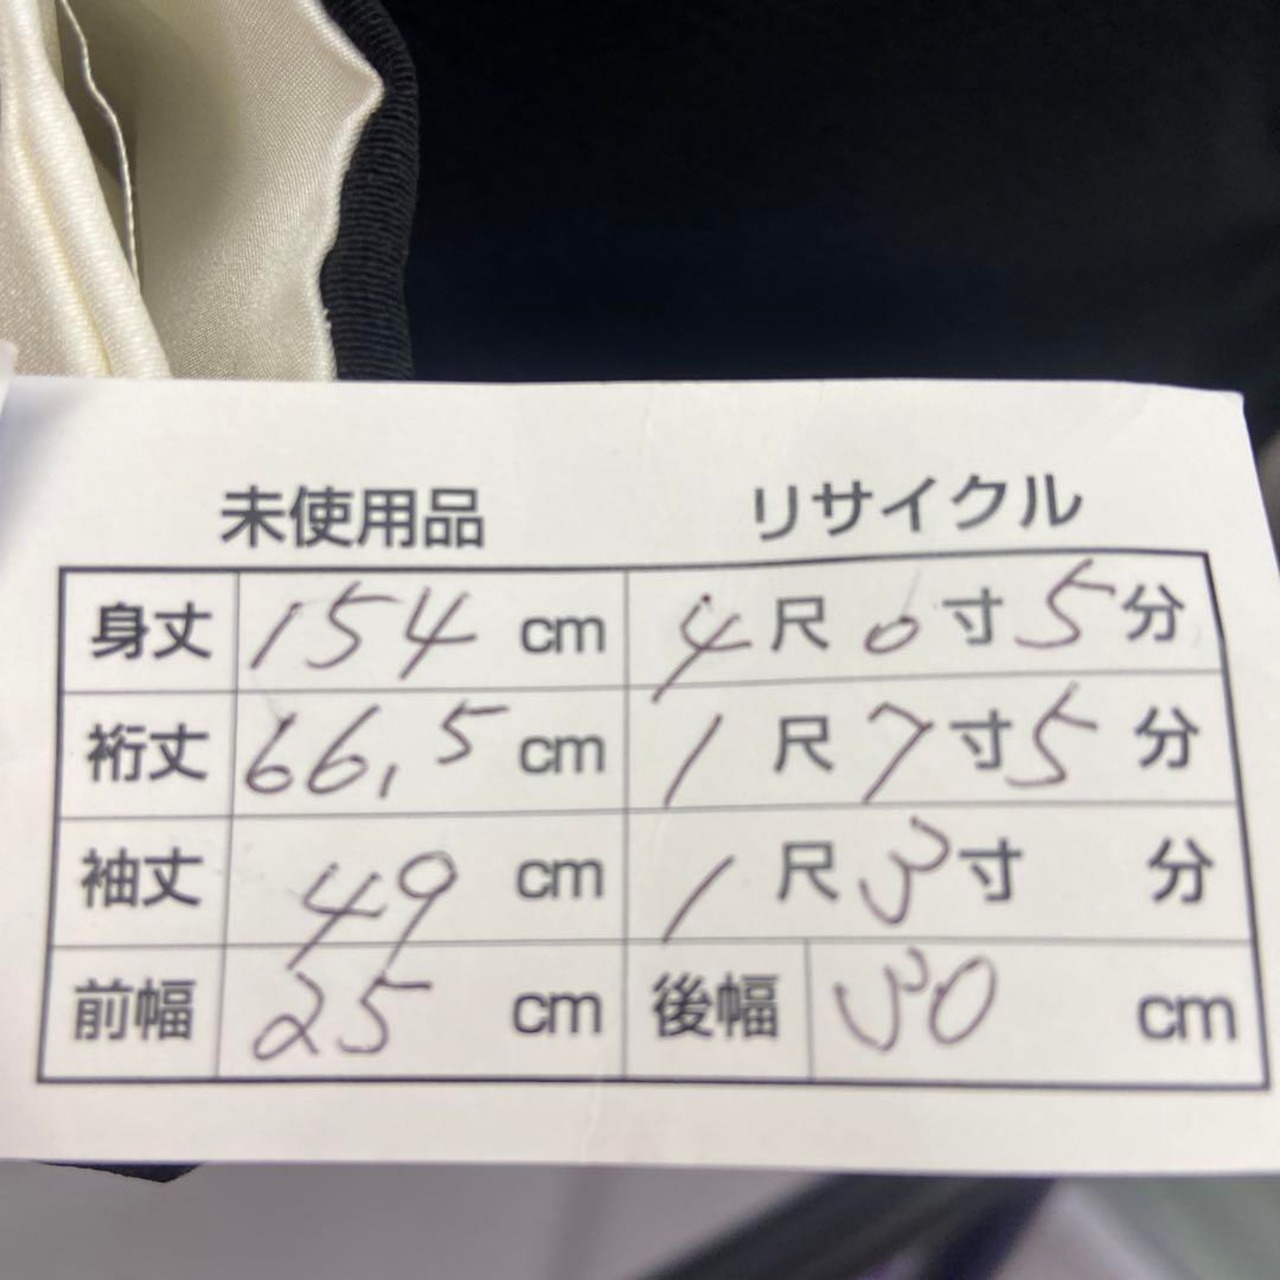 未使用品 リサイクル
身丈 154 cm 4尺0寸5分
裄丈 66.5 cm 1尺7寸5分
袖丈 49 cm 1尺3寸 分
前幅 25 cm 後幅 30 cm